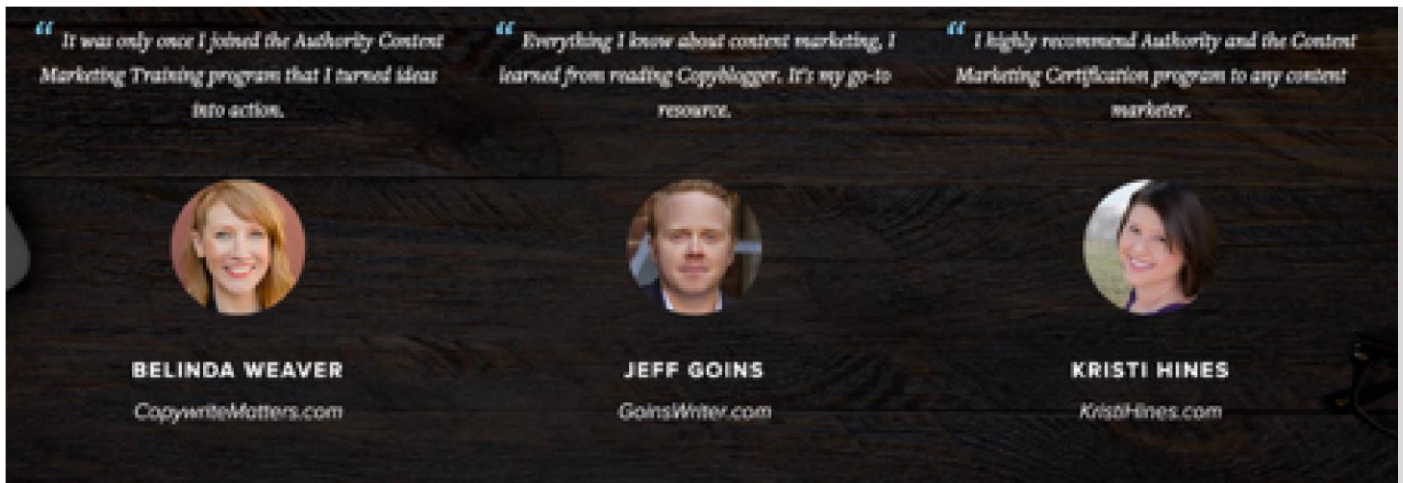 “ It was only once I joined the Authority Content
Marketing Training program that I turned ideas
into action.
“ Everything I know about content marketing, I
learned from reading Copyblogger. It's my go-to
resource.
“ I highly recommend Authority and the Content
Marketing Certification program to any content
marketer.
BELINDA WEAVER
CopywriteMatters.com
JEFF GOINS
GoinsWriter.com
KRISTI HINES
KristiHines.com